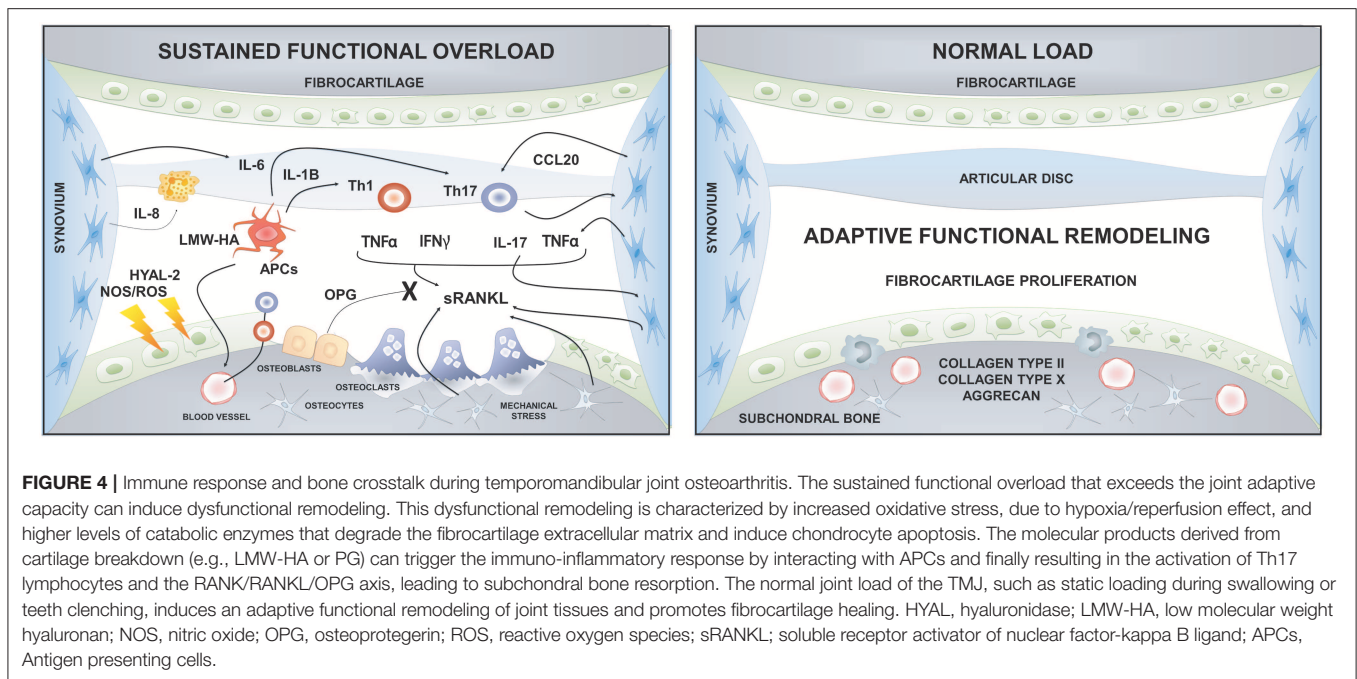 SUSTAINED FUNCTIONAL OVERLOAD
FIBROCARTILAGE
SYNOVIUM
IL-6
IL-1B
Th1
Th17
CCL20
IL-8
LMW-HA
APCs
TNFα
IFNγ
IL-17
TNFα
HYAL-2
NOS/ROS
OPG
X
sRANKL
OSTEOBLASTS
OSTEOCLASTS
OSTEOCYTES
MECHANICAL
STRESS
BLOOD VESSEL
NORMAL LOAD
FIBROCARTILAGE
SYNOVIUM
ARTICULAR DISC
ADAPTIVE FUNCTIONAL REMODELING
FIBROCARTILAGE PROLIFERATION
COLLAGEN TYPE II
COLLAGEN TYPE X
AGGRECAN
SUBCHONDRAL BONE
FIGURE 4 | Immune response and bone crosstalk during temporomandibular joint osteoarthritis. The sustained functional overload that exceeds the joint adaptive
capacity can induce dysfunctional remodeling. This dysfunctional remodeling is characterized by increased oxidative stress, due to hypoxia/reperfusion effect, and
higher levels of catabolic enzymes that degrade the fibrocartilage extracellular matrix and induce chondrocyte apoptosis. The molecular products derived from
cartilage breakdown (e.g., LMW-HA or PG) can trigger the immuno-inflammatory response by interacting with APCs and finally resulting in the activation of Th17
lymphocytes and the RANK/RANKL/OPG axis, leading to subchondral bone resorption. The normal joint load of the TMJ, such as static loading during swallowing or
teeth clenching, induces an adaptive functional remodeling of joint tissues and promotes fibrocartilage healing. HYAL, hyaluronidase; LMW-HA, low molecular weight
hyaluronan; NOS, nitric oxide; OPG, osteoprotegerin; ROS, reactive oxygen species; sRANKL; soluble receptor activator of nuclear factor-kappa B ligand; APCs,
Antigen presenting cells.